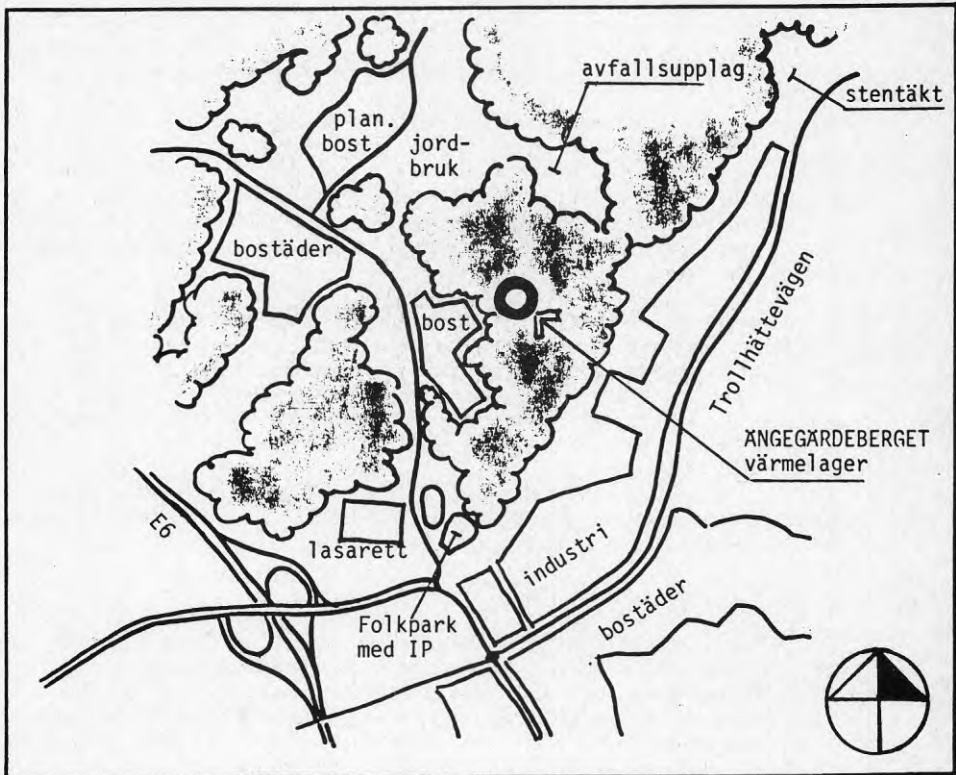 avfallsupplag
stentäkt
plan.
bost.
jord-
bruk
bostäder
bost
Trollhättevägen
ÄNGEGÄRDEBERGET
värmelager
E6
lasarett
industri
bostäder
Folkpark
med IP